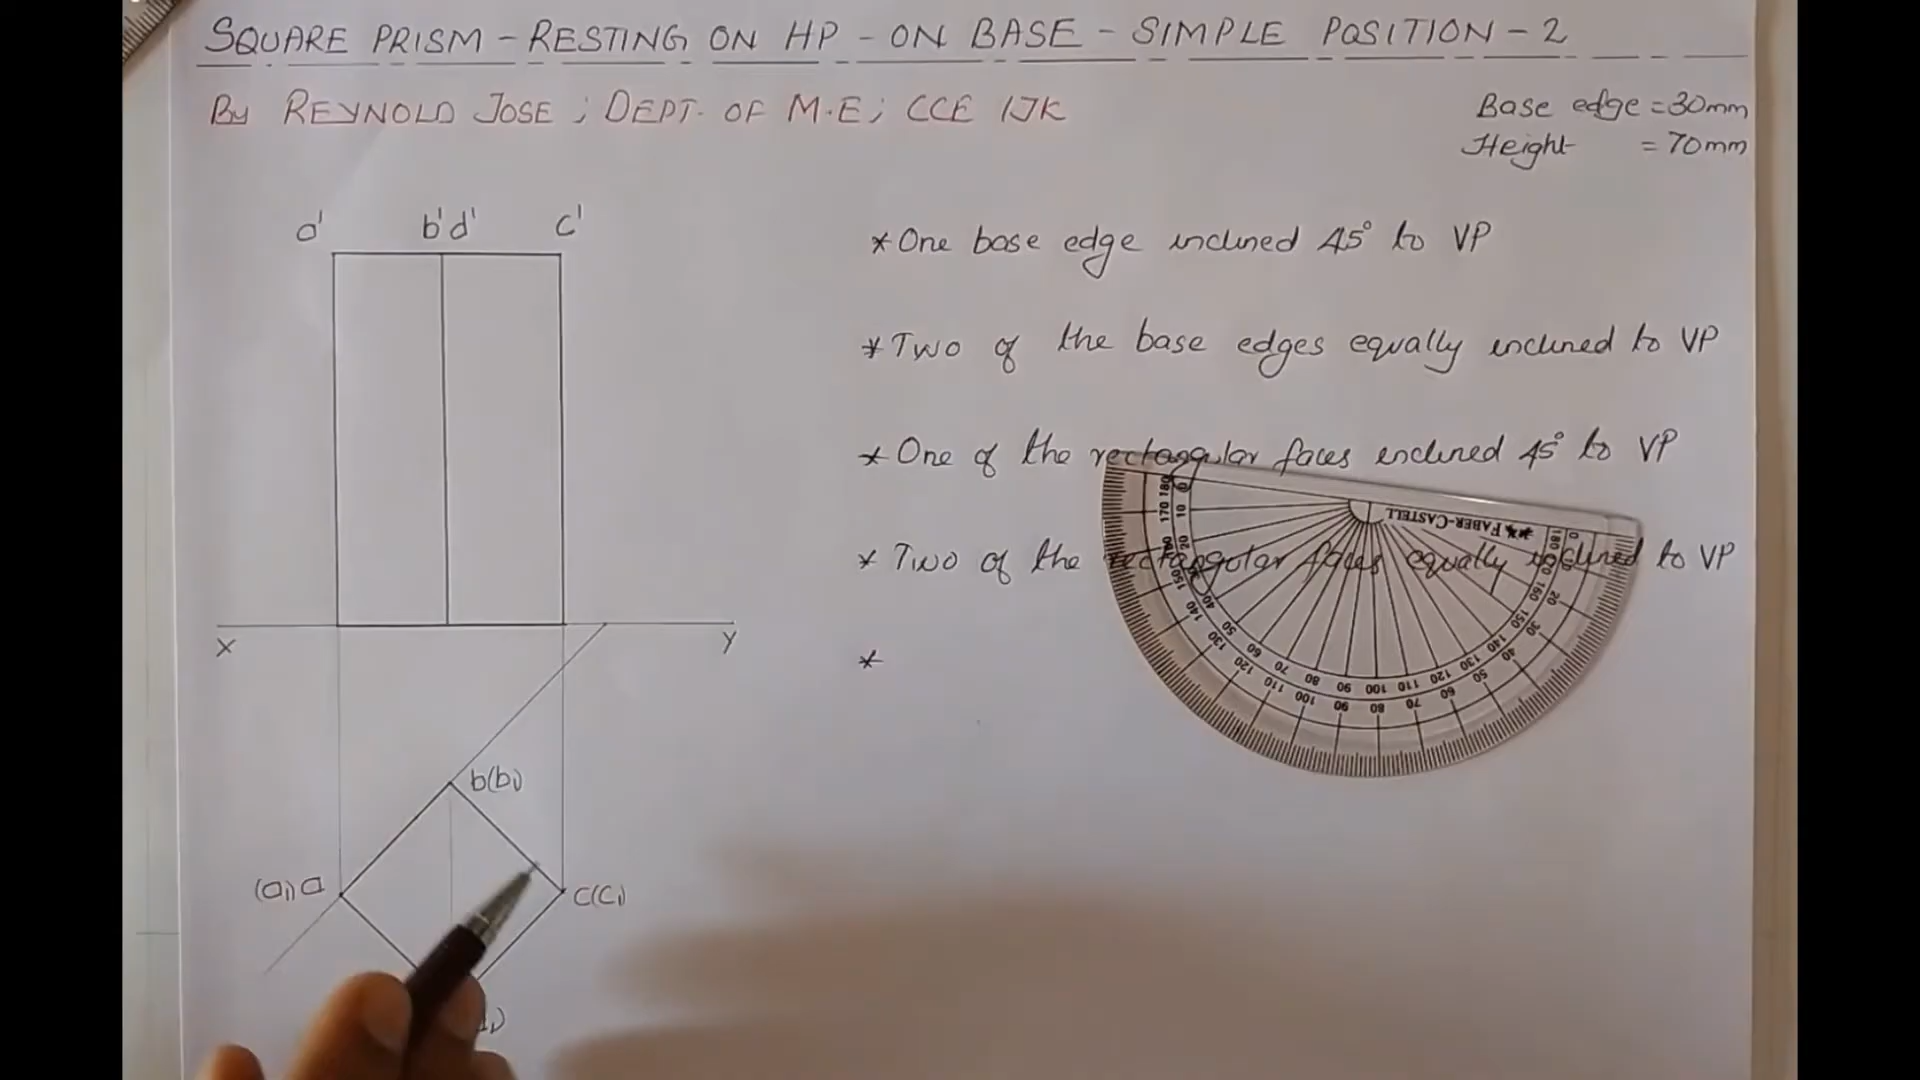 SQUARE PRISM - RESTING ON HP - ON BASE - SIMPLE POSITION - 2
By REYNOLD JOSE ; DEPT. OF M.E; CCE IJK
Base edge = 30mm
Height = 70mm
a' b' d' c'
* One base edge inclined 45° to VP
* Two of the base edges equally inclined to VP
* One of the rectangular faces inclined 45° to VP
FABER-CASTELL
* Two of the rectangular faces equally inclined to VP
X Y
*
b(b1)
(a1)a c(c1)